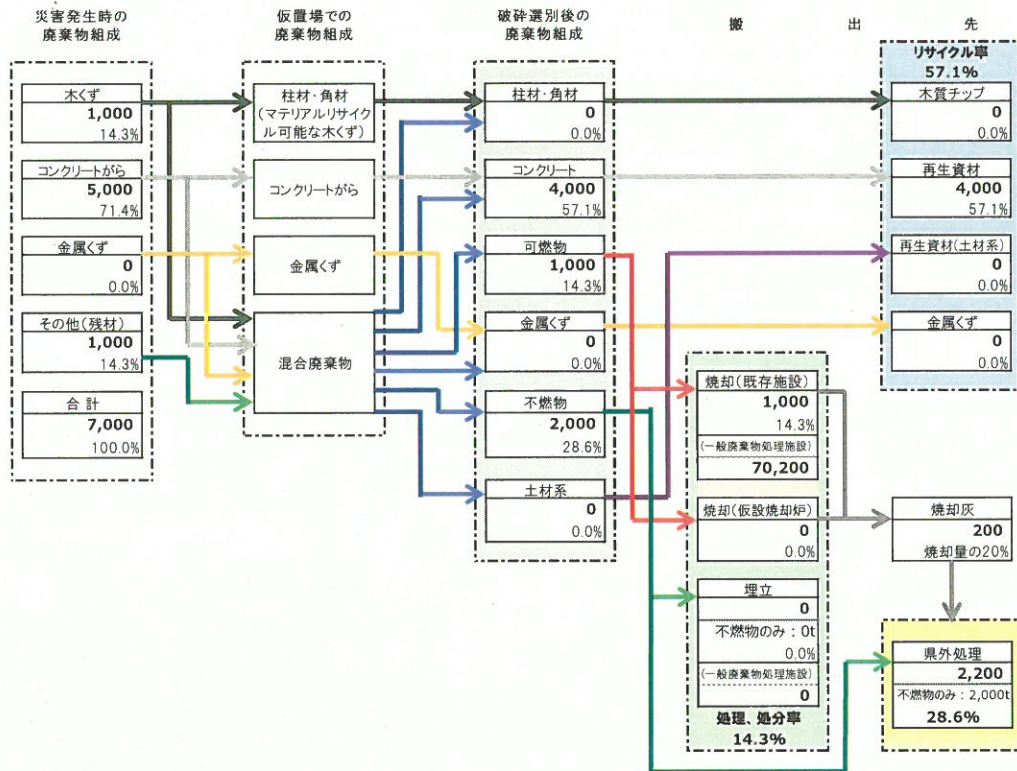 災害発生時の
廃棄物組成
木くず
1,000
14.3%
コンクリートがら
5,000
71.4%
金属くず
0
0.0%
その他(残材)
1,000
14.3%
合計
7,000
100.0%
仮置場での
廃棄物組成
柱材・角材
(マテリアルリサイク
ル可能な木くず)
コンクリートがら
金属くず
混合廃棄物
破砕選別後の
廃棄物組成
柱材・角材
0
0.0%
コンクリート
4,000
57.1%
可燃物
1,000
14.3%
金属くず
0
0.0%
不燃物
2,000
28.6%
土材系
0
0.0%
搬出先
焼却(既存施設)
1,000
14.3%
(一般廃棄物処理施設)
70,200
焼却(仮設焼却炉)
0
0.0%
埋立
0
不燃物のみ:0t
0.0%
(一般廃棄物処理施設)
0
処理、処分率
14.3%
リサイクル率
57.1%
木質チップ
0
0.0%
再生資材
4,000
57.1%
再生資材(土材系)
0
0.0%
金属くず
0
0.0%
焼却灰
200
焼却量の20%
県外処理
2,200
不燃物のみ:2,000t
28.6%